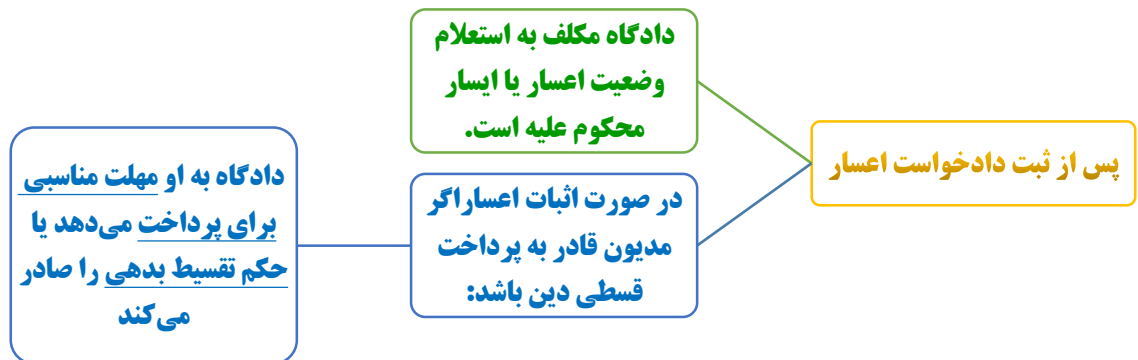 پس از ثبت دادخواست اعسار
دادگاه مکلف به استعلام
وضعیت اعسار یا ایسار
محکوم علیه است.
در صورت اثبات اعساراگر
مدیون قادر به پرداخت
قسطی دین باشد:
دادگاه به او مهلت مناسبی
برای پرداخت می‌دهد یا
حکم تقسیط بدهی را صادر
می‌کند